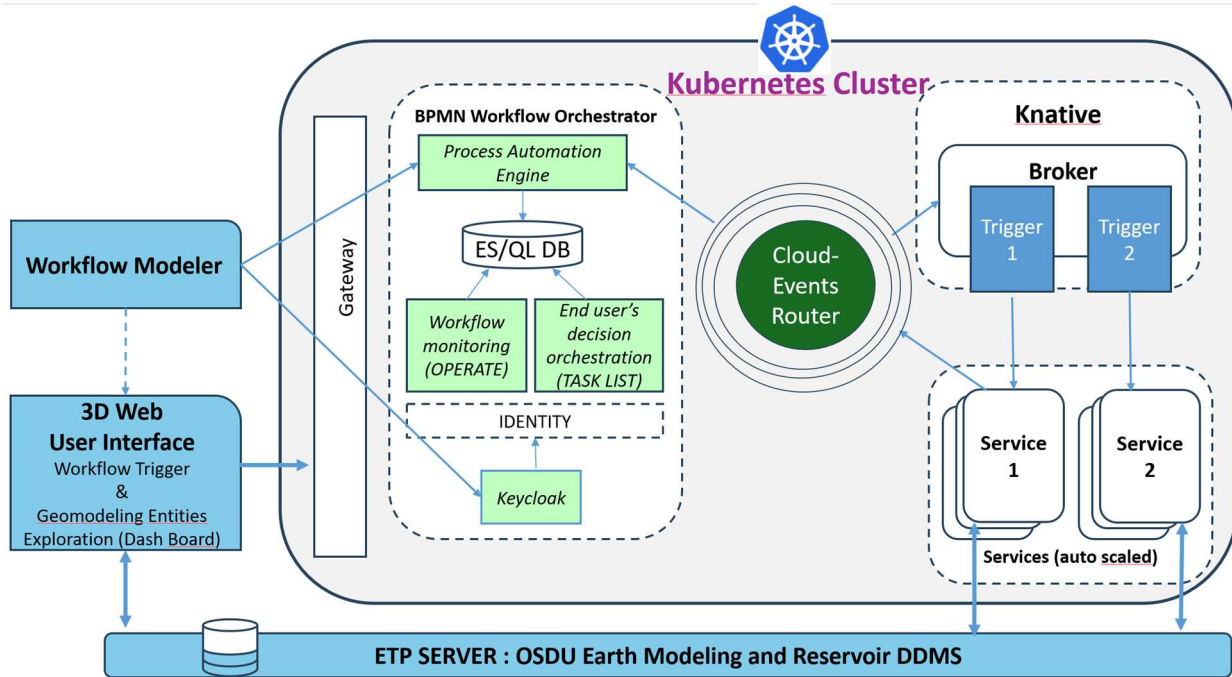 Kubernetes Cluster
BPMN Workflow Orchestrator
Process Automation
Engine
ES/QL DB
Workflow
monitoring
(OPERATE)
End user's
decision
orchestration
(TASK LIST)
IDENTITY
Keycloak
Gateway
Workflow Modeler
3D Web
User Interface
Workflow Trigger
&
Geomodeling Entities
Exploration (Dash Board)
Cloud-
Events
Router
Knative
Broker
Trigger
1
Trigger
2
Service
1
Service
2
Services (auto scaled)
ETP SERVER : OSDU Earth Modeling and Reservoir DDMS